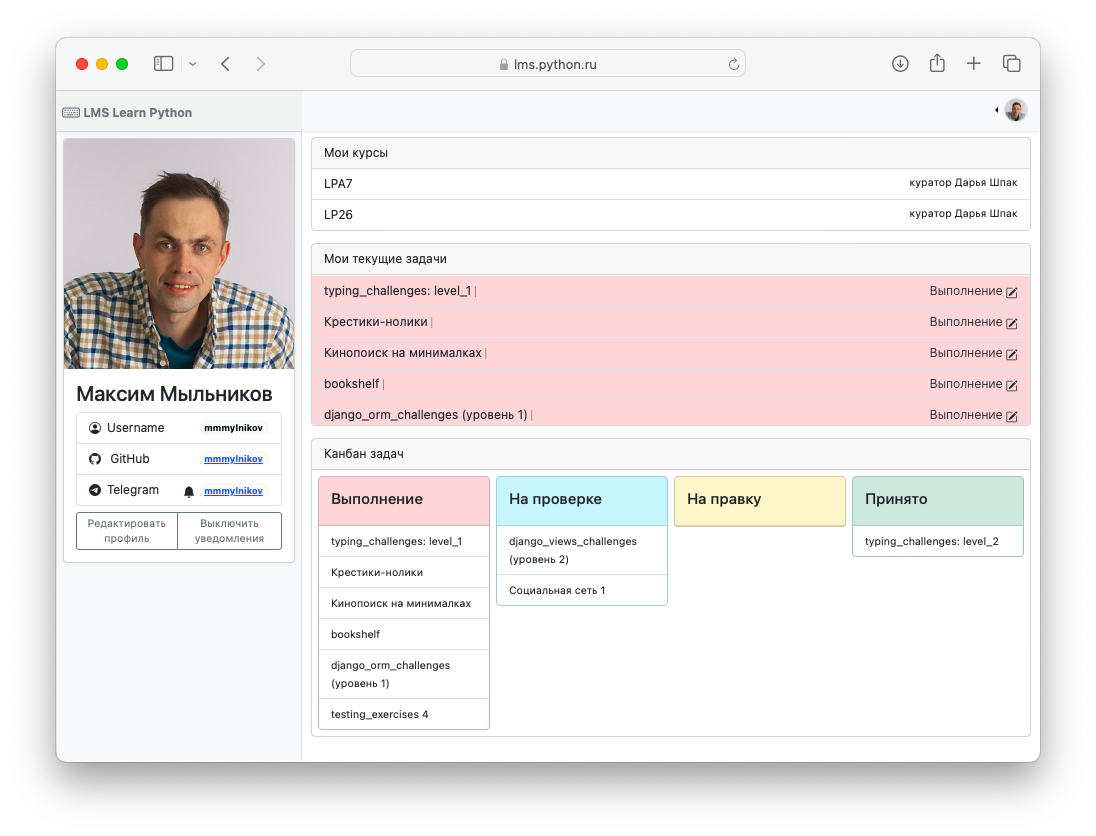 lms.python.ru
LMS Learn Python
Максим Мыльников
Username mmmylnikov
GitHub mmmylnikov
Telegram mmmylnikov
Редактировать профиль
Выключить уведомления
Мои курсы
LPA7 куратор Дарья Шпак
LP26 куратор Дарья Шпак
Мои текущие задачи
typing_challenges: level_1 | Выполнение
Крестики-нолики | Выполнение
Кинопоиск на минималках | Выполнение
bookshelf | Выполнение
django_orm_challenges (уровень 1) | Выполнение
Канбан задач
Выполнение
typing_challenges: level_1
Крестики-нолики
Кинопоиск на минималках
bookshelf
django_orm_challenges
(уровень 1)
testing_exercises 4
На проверке
django_views_challenges
(уровень 2)
Социальная сеть 1
На правку
Принято
typing_challenges: level_2